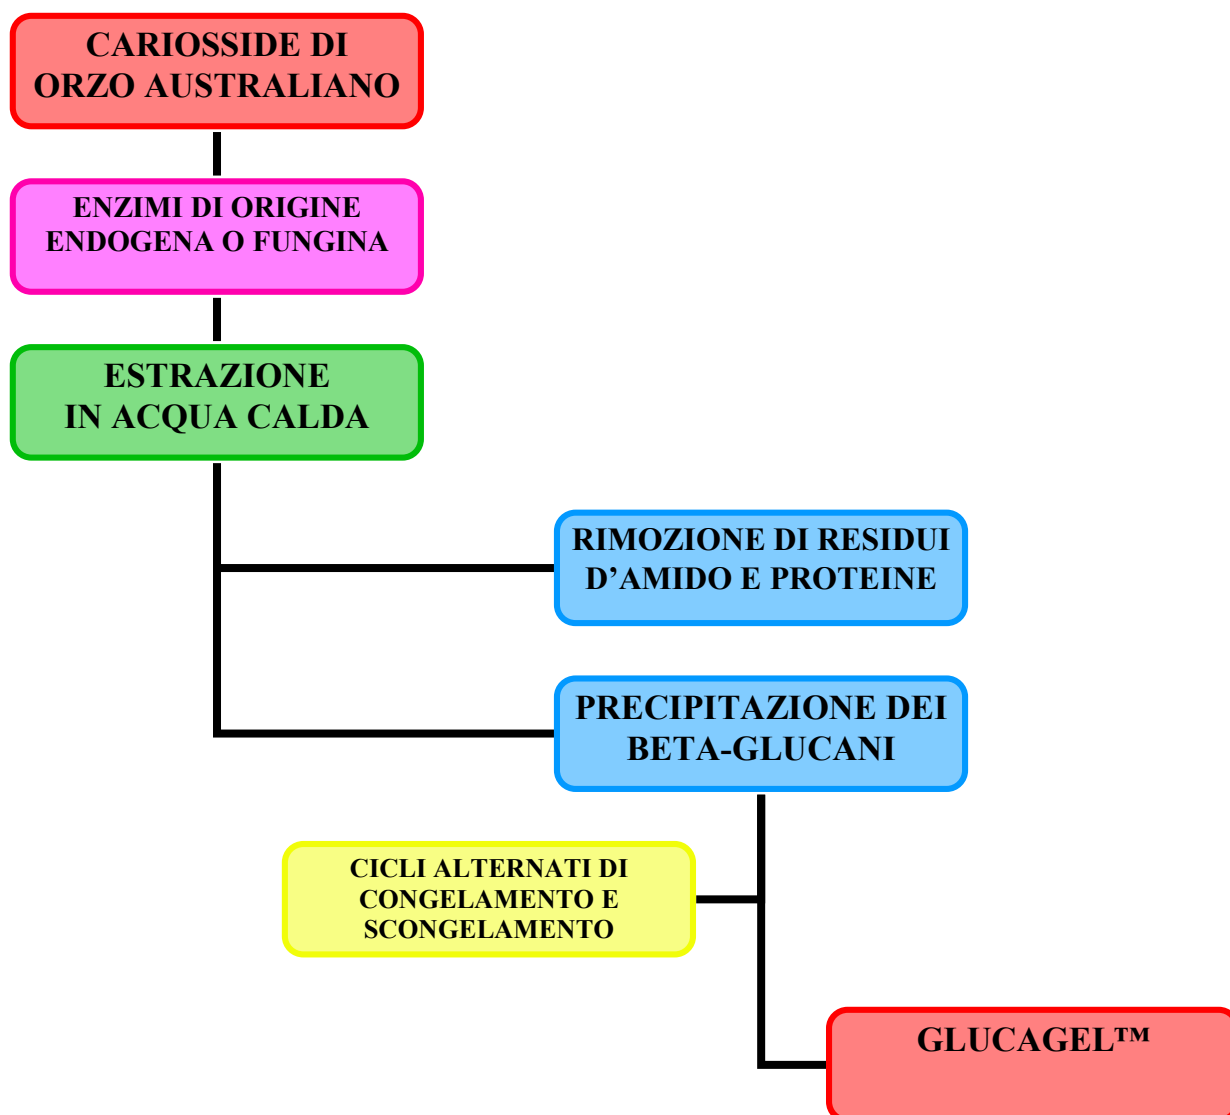 CARIOSSIDE DI
ORZO AUSTRALIANO
ENZIMI DI ORIGINE
ENDOGENA O FUNGINA
ESTRAZIONE
IN ACQUA CALDA
RIMOZIONE DI RESIDUI
D’AMIDO E PROTEINE
PRECIPITAZIONE DEI
BETA-GLUCANI
CICLI ALTERNATI DI
CONGELAMENTO E
SCONGELAMENTO
GLUCAGEL™